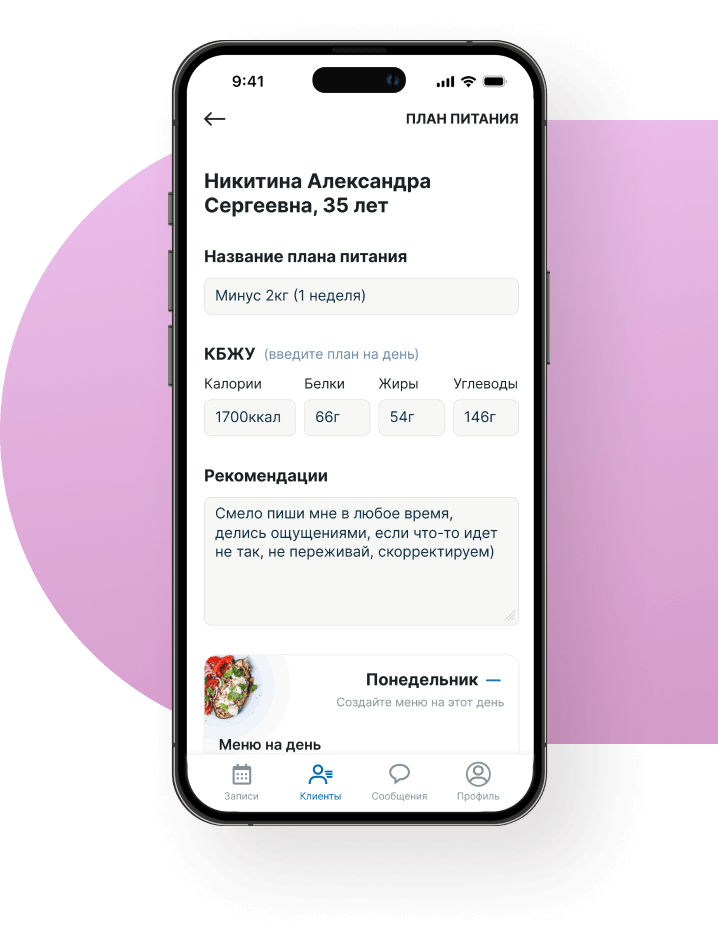 9:41
ПЛАН ПИТАНИЯ
Никитина Александра
Сергеевна, 35 лет
Название плана питания
Минус 2кг (1 неделя)
КБЖУ (введите план на день)
Калории Белки Жиры Углеводы
1700ккал 66г 54г 146г
Рекомендации
Смело пиши мне в любое время,
делись ощущениями, если что-то идет
не так, не переживай, скорректируем)
Понедельник
Создайте меню на этот день
Меню на день
Записи Клиенты Сообщения Профиль